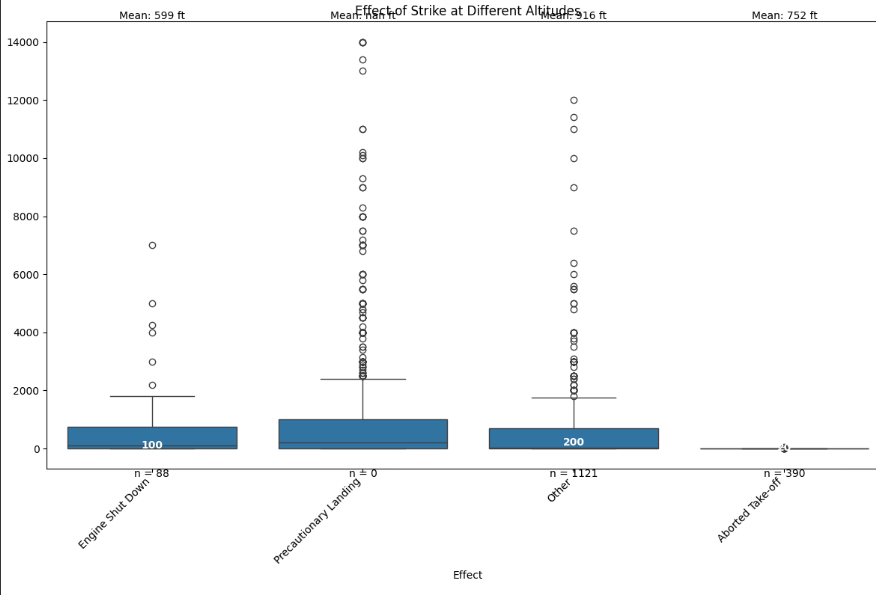 Effect of Strike at Different Altitudes
Mean: 599 ft
Mean: nan ft
Mean: 916 ft
Mean: 752 ft
14000
12000
10000
8000
6000
4000
2000
0
100
200
n = 88
n = 0
n = 1121
n = 390
Engine Shut Down
Precautionary Landing
Other
Aborted Take-off
Effect